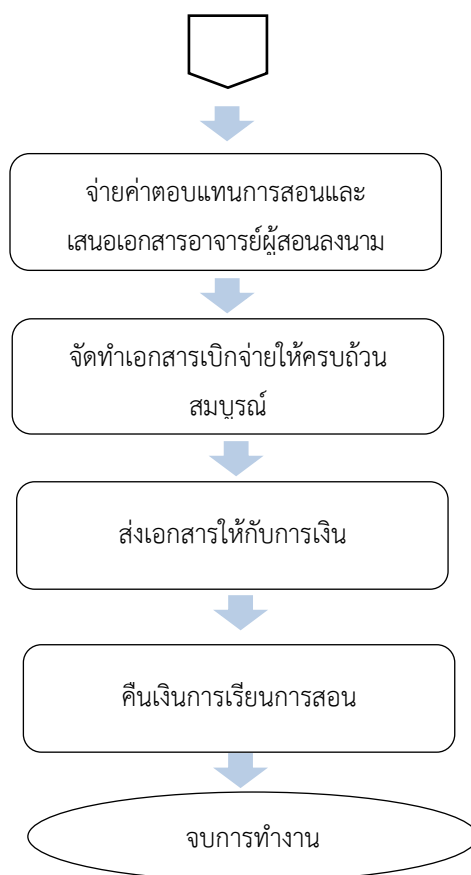 จ่ายค่าตอบแทนการสอนและ
เสนอเอกสารอาจารย์ผู้สอนลงนาม
จัดทำเอกสารเบิกจ่ายให้ครบถ้วน
สมบูรณ์
ส่งเอกสารให้กับการเงิน
คืนเงินการเรียนการสอน
จบการทำงาน